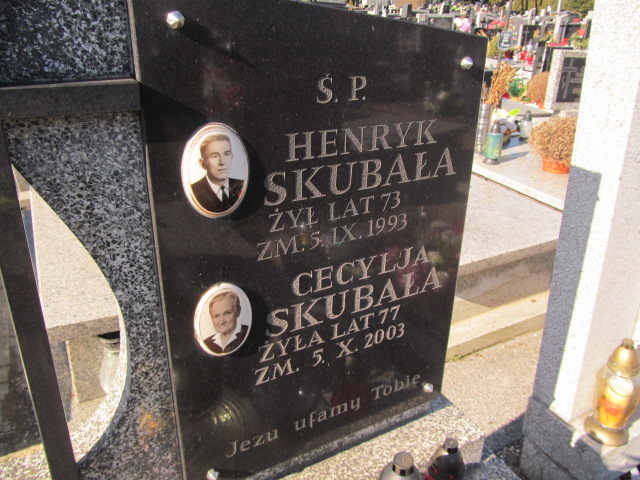 Ś. P.
HENRYK
SKUBAŁA
ŻYŁ LAT 73
ZM. 5. IX. 1993
CECYLJA
SKUBAŁA
ŻYŁA LAT 77
ZM. 5. X. 2003
Jezu ufamy Tobie